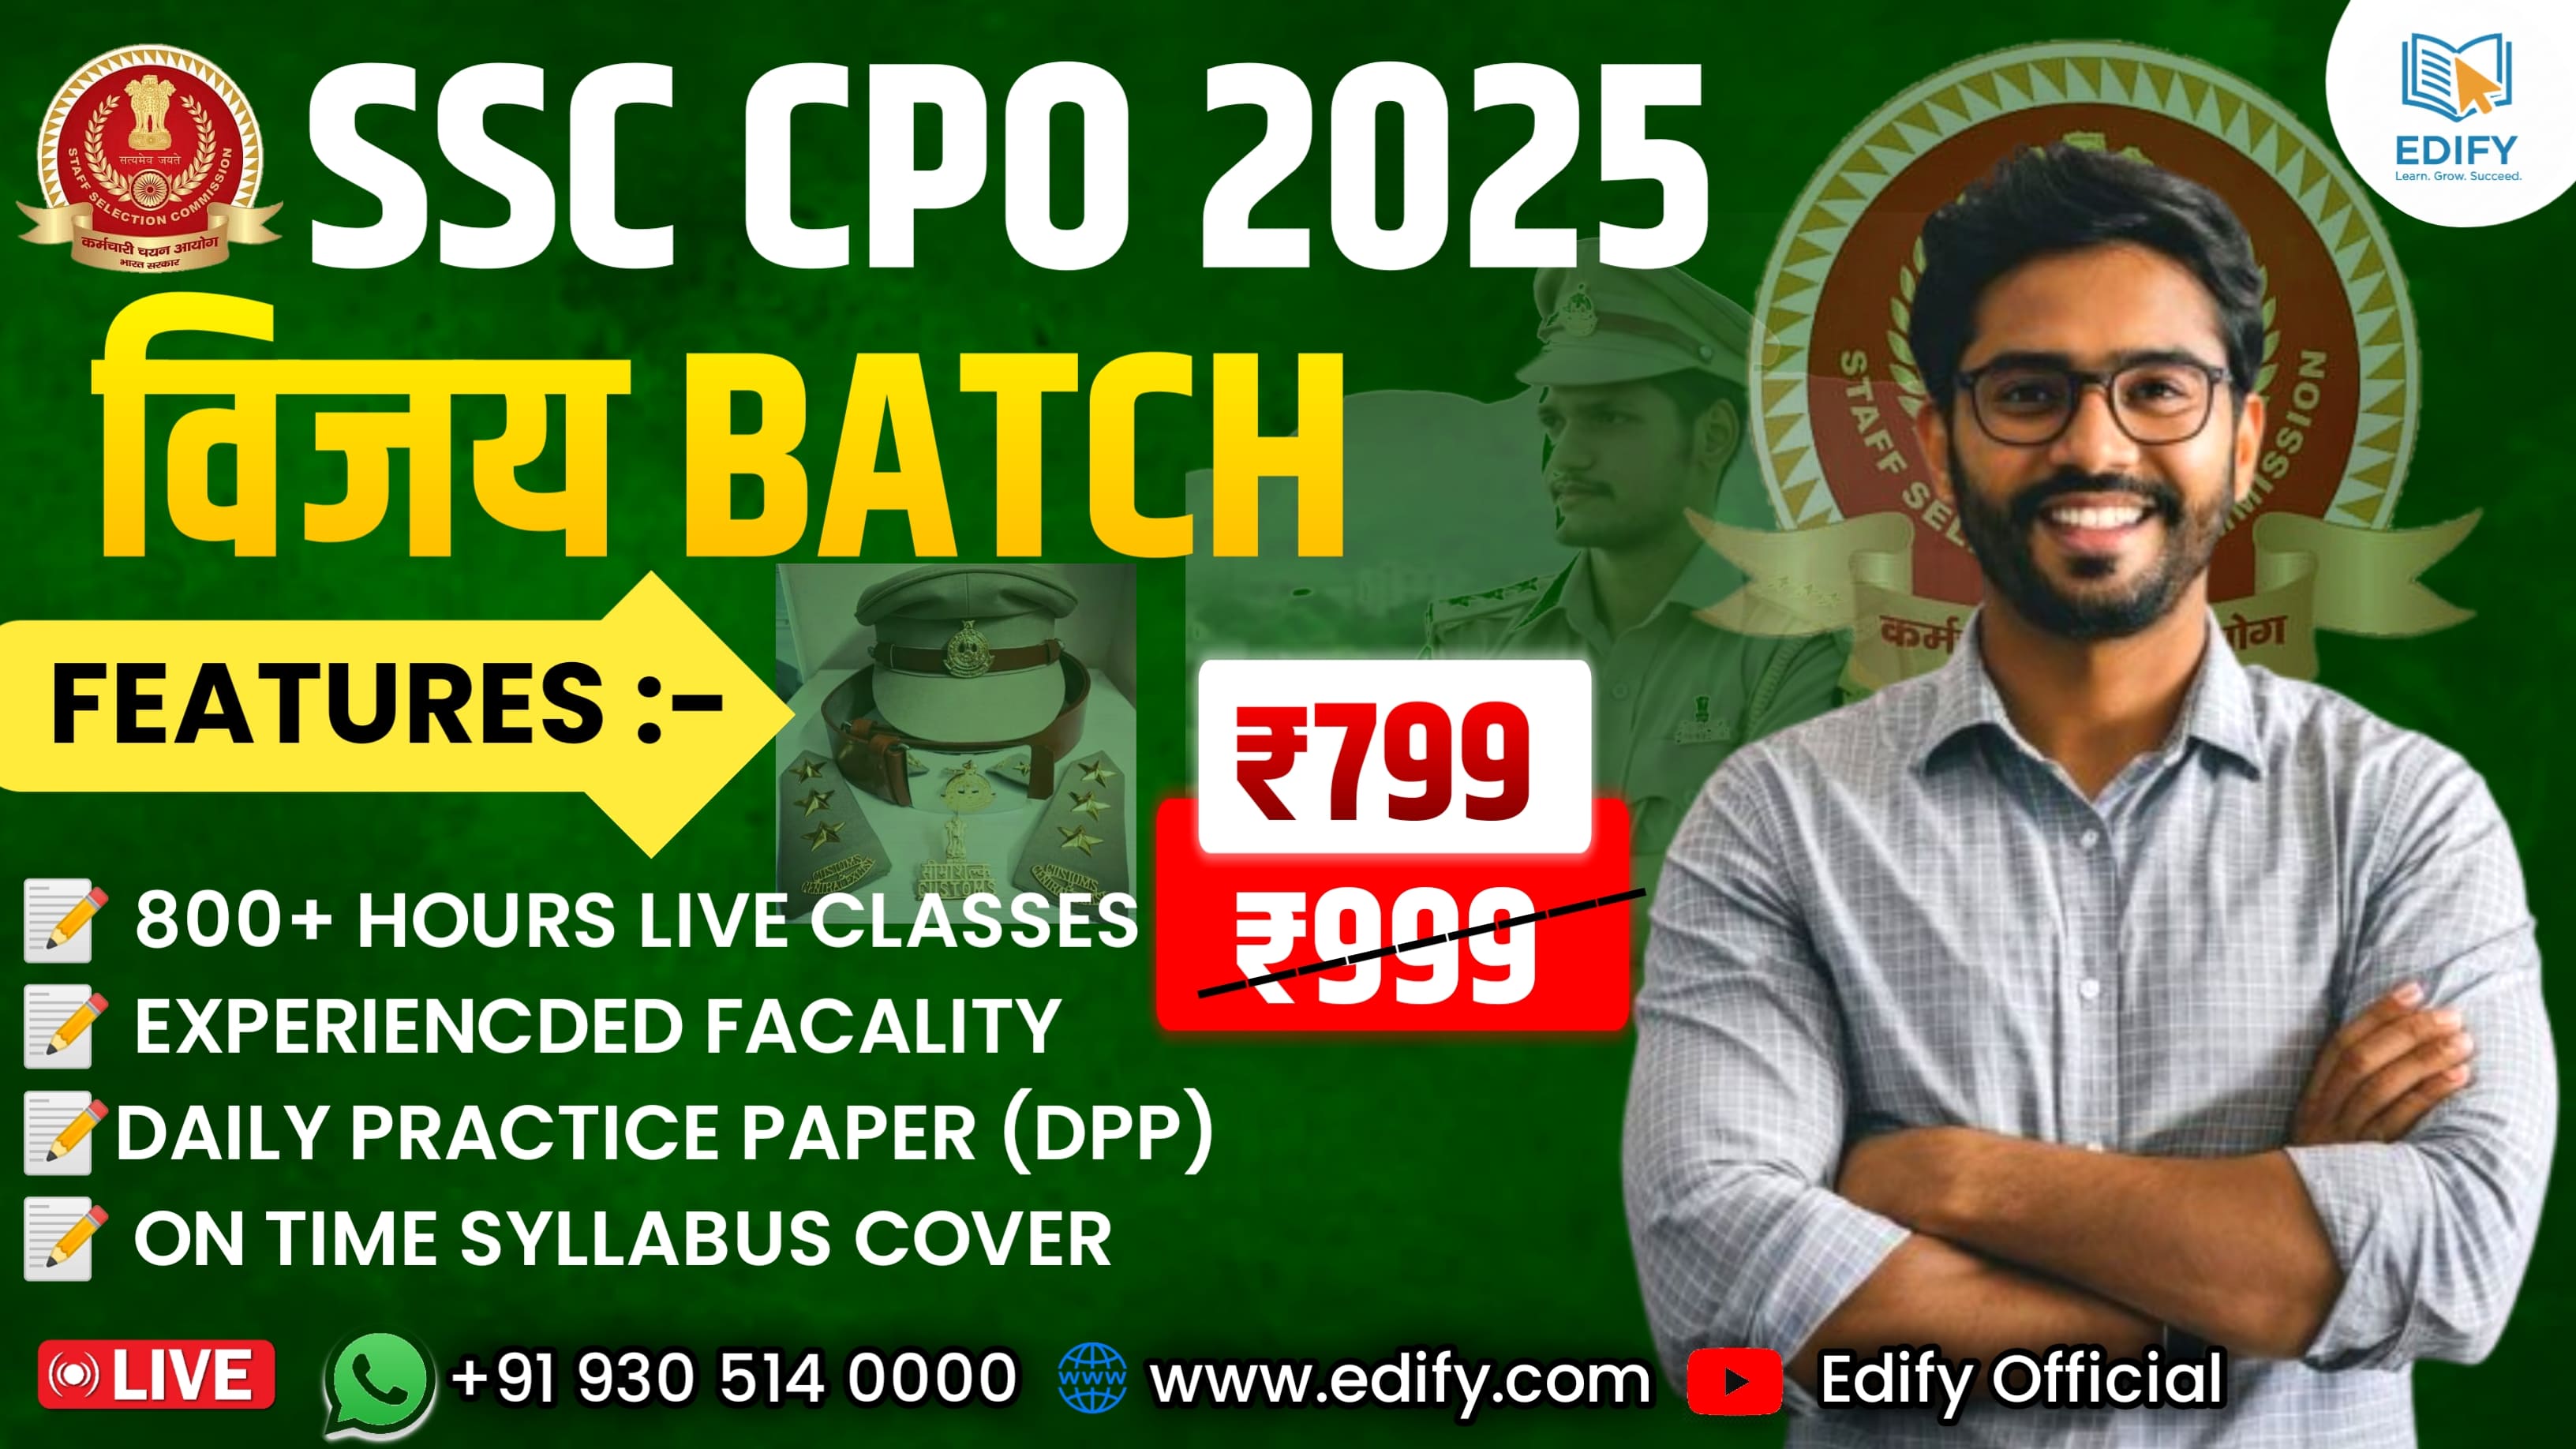 SSC CPO 2025
सत्यमेव जयते
STAFF SELECTION COMMISSION
कर्मचारी चयन आयोग
भारत सरकार
EDIFY
Learn. Grow. Succeed.
विजय BATCH
FEATURES :-
CUSTOMS
₹799
₹999
800+ HOURS LIVE CLASSES
EXPERIENCDED FACALITY
DAILY PRACTICE PAPER (DPP)
ON TIME SYLLABUS COVER
LIVE +91 930 514 0000 www www.edify.com Edify Official